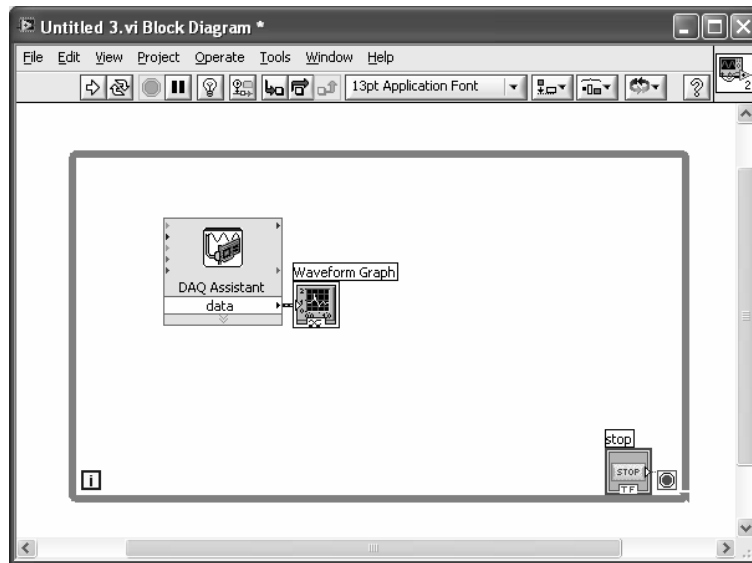 Untitled 3.vi Block Diagram *
File Edit View Project Operate Tools Window Help
13pt Application Font
?
2
DAQ Assistant
data
Waveform Graph
stop
STOP
TF
i